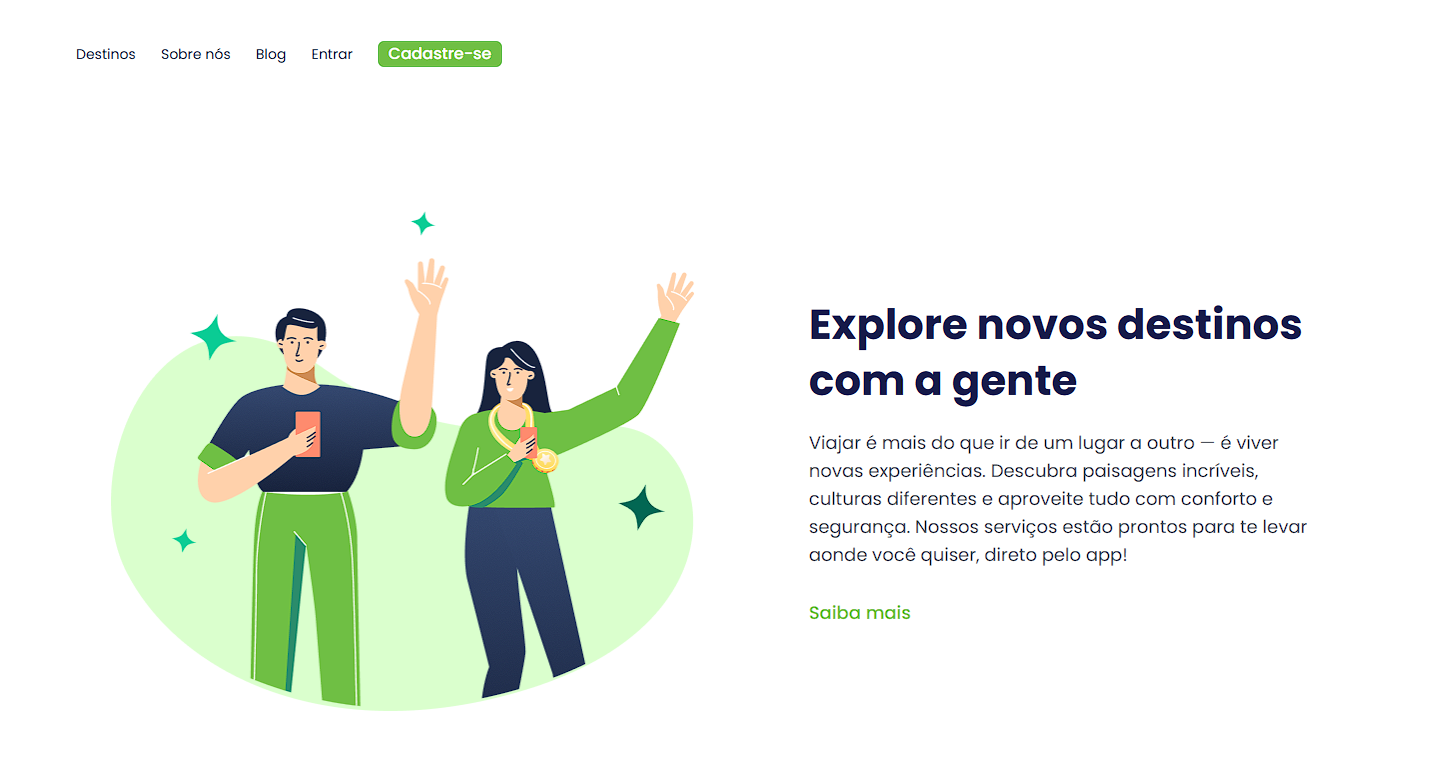 Destinos Sobre nós Blog Entrar Cadastre-se
Explore novos destinos
com a gente
Viajar é mais do que ir de um lugar a outro — é viver
novas experiências. Descubra paisagens incríveis,
culturas diferentes e aproveite tudo com conforto e
segurança. Nossos serviços estão prontos para te levar
aonde você quiser, direto pelo app!
Saiba mais